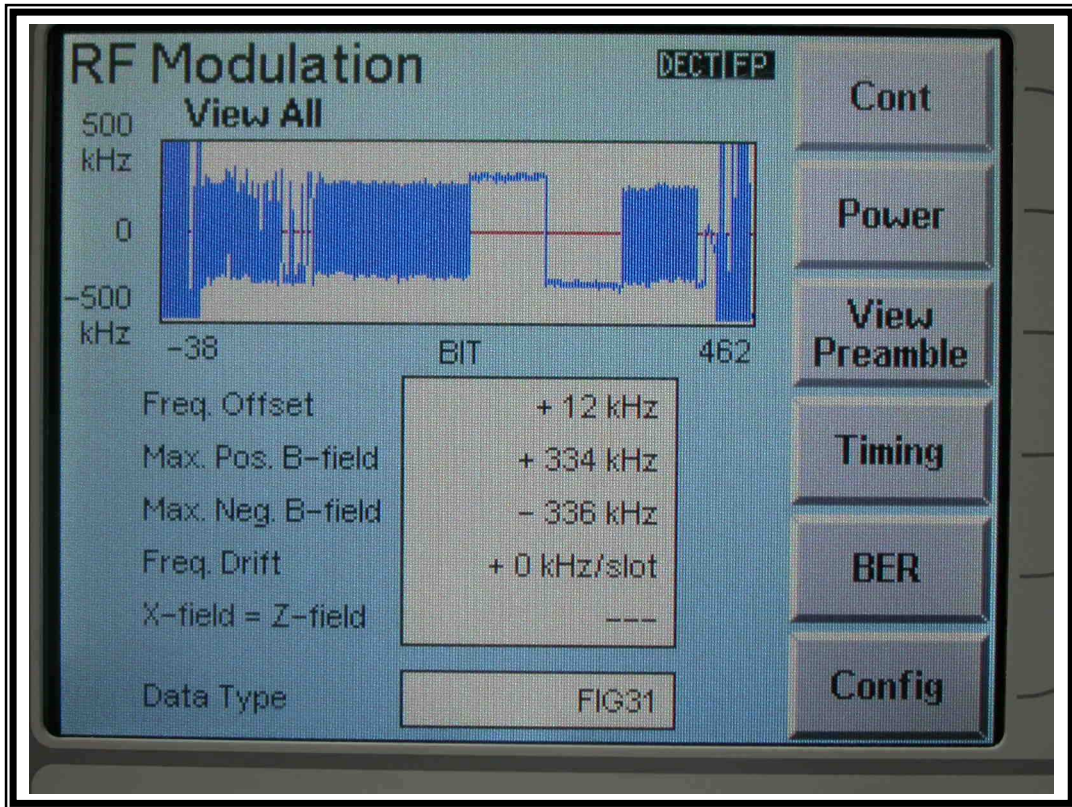 RF Modulation
DECT FP
View All
500
kHz
0
-500
kHz
-38
BIT
462
Freq. Offset
+ 12 kHz
Max. Pos. B-field
+ 334 kHz
Max. Neg. B-field
- 336 kHz
Freq. Drift
+ 0 kHz/slot
X-field = Z-field
---
Data Type
FIG31
Cont
Power
View
Preamble
Timing
BER
Config